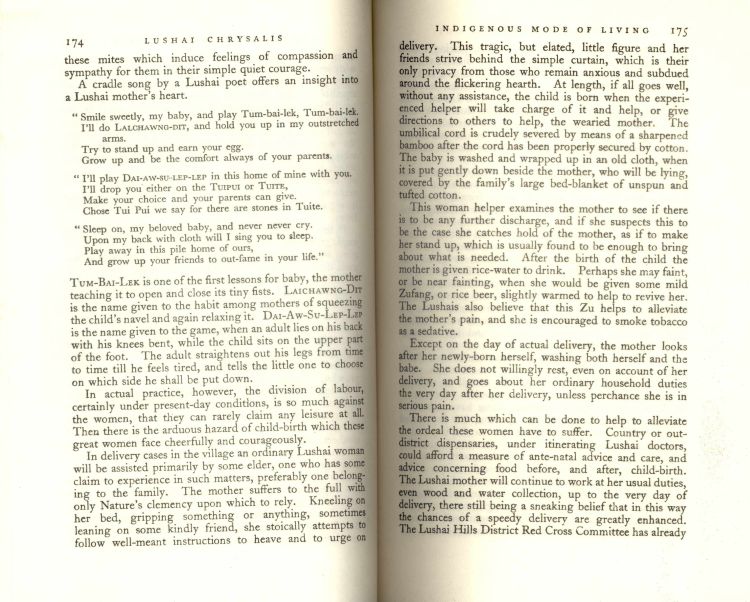 174 LUSHAI CHRYSALIS
these mites which induce feelings of compassion and
sympathy for them in their simple quiet courage.
A cradle song by a Lushai poet offers an insight into
a Lushai mother's heart.
" Smile sweetly, my baby, and play Tum-bai-lek, Tum-bai-lek.
I'll do LALCHAWNG-DIT, and hold you up in my outstretched
arms.
Try to stand up and earn your egg.
Grow up and be the comfort always of your parents.
" I'll play DAI-AW-SU-LEP-LEP in this home of mine with you.
I'll drop you either on the TUIPUI or TUITE,
Make your choice and your parents can give.
Chose Tui Pui we say for there are stones in Tuite.
" Sleep on, my beloved baby, and never never cry.
Upon my back with cloth will I sing you to sleep.
Play away in this pile home of ours,
And grow up your friends to out-fame in your life."
TUM-BAI-LEK is one of the first lessons for baby, the mother
teaching it to open and close its tiny fists. LAICHAWNG-DIT
is the name given to the habit among mothers of squeezing
the child's navel and again relaxing it. DAI-AW-SU-LEP-LEP
is the name given to the game, when an adult lies on his back
with his knees bent, while the child sits on the upper part
of the foot. The adult straightens out his legs from time
to time till he feels tired, and tells the little one to choose
on which side he shall be put down.
In actual practice, however, the division of labour,
certainly under present-day conditions, is so much against
the women, that they can rarely claim any leisure at all.
Then there is the arduous hazard of child-birth which these
great women face cheerfully and courageously.
In delivery cases in the village an ordinary Lushai woman
will be assisted primarily by some elder, one who has some
claim to experience in such matters, preferably one belong-
ing to the family. The mother suffers to the full with
only Nature's clemency upon which to rely. Kneeling on
her bed, gripping something or anything, sometimes
leaning on some kindly friend, she stoically attempts to
follow well-meant instructions to heave and to urge on
INDIGENOUS MODE OF LIVING 175
delivery. This tragic, but elated, little figure and her
friends strive behind the simple curtain, which is their
only privacy from those who remain anxious and subdued
around the flickering hearth. At length, if all goes well,
without any assistance, the child is born when the experi-
enced helper will take charge of it and help, or give
directions to others to help, the wearied mother. The
umbilical cord is crudely severed by means of a sharpened
bamboo after the cord has been properly secured by cotton.
The baby is washed and wrapped up in an old cloth, when
it is put gently down beside the mother, who will be lying,
covered by the family's large bed-blanket of unspun and
tufted cotton.
This woman helper examines the mother to see if there
is to be any further discharge, and if she suspects this to
be the case she catches hold of the mother, as if to make
her stand up, which is usually found to be enough to bring
about what is needed. After the birth of the child the
mother is given rice-water to drink. Perhaps she may faint,
or be near fainting, when she would be given some mild
Zufang, or rice beer, slightly warmed to help to revive her.
The Lushais also believe that this Zu helps to alleviate
the mother's pain, and she is encouraged to smoke tobacco
as a sedative.
Except on the day of actual delivery, the mother looks
after her newly-born herself, washing both herself and the
babe. She does not willingly rest, even on account of her
delivery, and goes about her ordinary household duties
the very day after her delivery, unless perchance she is in
serious pain.
There is much which can be done to help to alleviate
the ordeal these women have to suffer. Country or out-
district dispensaries, under itinerating Lushai doctors,
could afford a measure of ante-natal advice and care, and
advice concerning food before, and after, child-birth.
The Lushai mother will continue to work at her usual duties,
even wood and water collection, up to the very day of
delivery, there still being a sneaking belief that in this way
the chances of a speedy delivery are greatly enhanced.
The Lushai Hills District Red Cross Committee has already